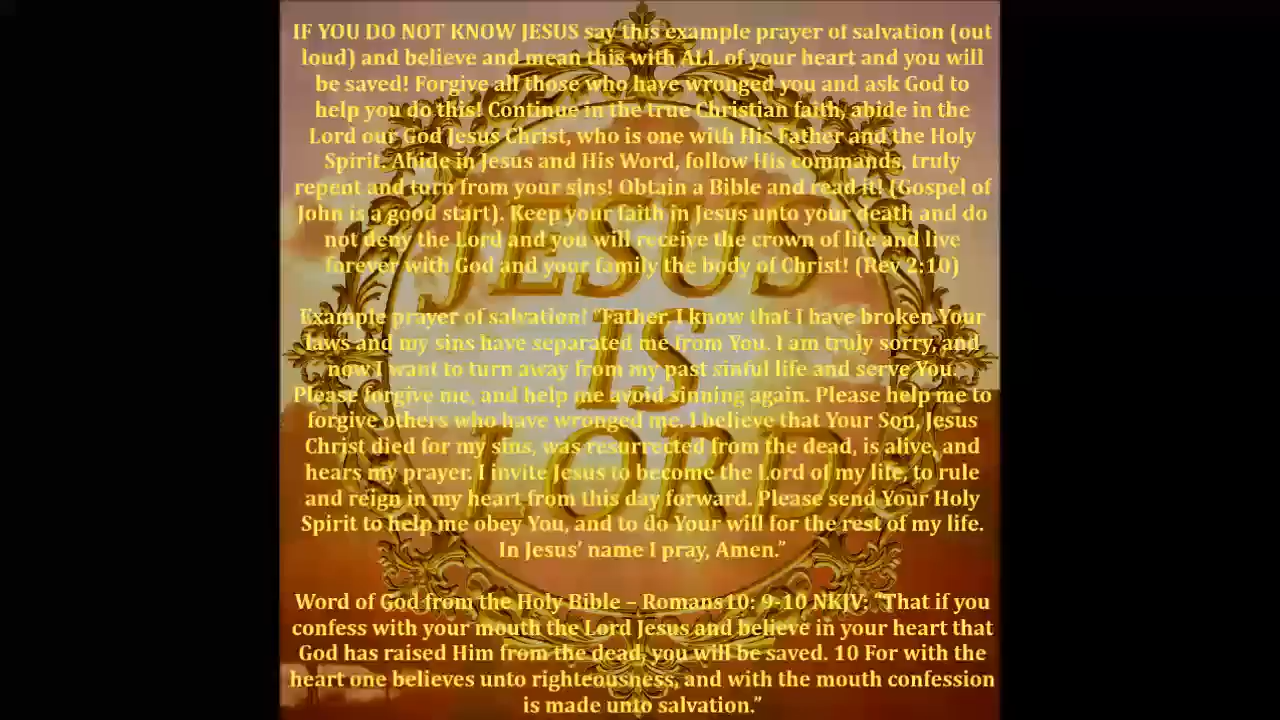 IF YOU DO NOT KNOW JESUS say this example prayer of salvation (out
loud) and believe and mean this with ALL of your heart and you will
be saved! Forgive all those who have wronged you and ask God to
help you do this! Continue in the true Christian faith, abide in the
Lord our God Jesus Christ, who is one with His Father and the Holy
Spirit. Abide in Jesus and His Word, follow His commands, truly
repent and turn from your sins! Obtain a Bible and read it! (Gospel of
John is a good start). Keep your faith in Jesus unto your death and do
not deny the Lord and you will receive the crown of life and live
forever with God and your family the body of Christ! (Rev 2:10)
JESUS
IS
LORD
Example prayer of salvation! “Father, I know that I have broken Your
laws and my sins have separated me from You. I am truly sorry, and
now I want to turn away from my past sinful life and serve You.
Please forgive me, and help me avoid sinning again. Please help me to
forgive others who have wronged me. I believe that Your Son, Jesus
Christ died for my sins, was resurrected from the dead, is alive, and
hears my prayer. I invite Jesus to become the Lord of my life, to rule
and reign in my heart from this day forward. Please send Your Holy
Spirit to help me obey You, and to do Your will for the rest of my life.
In Jesus’ name I pray, Amen.”
Word of God from the Holy Bible – Romans10: 9-10 NKJV: “That if you
confess with your mouth the Lord Jesus and believe in your heart that
God has raised Him from the dead, you will be saved. 10 For with the
heart one believes unto righteousness, and with the mouth confession
is made unto salvation.”